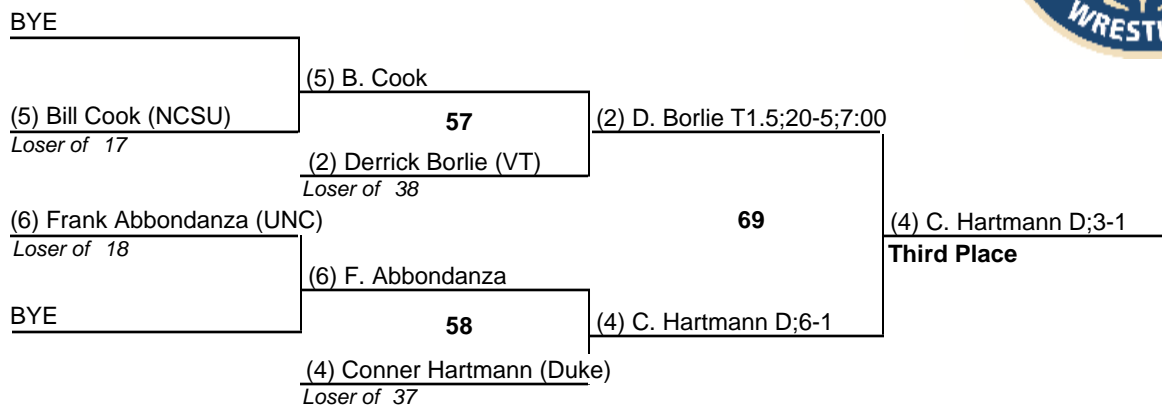 BYE
WREST
(5) B. Cook
(5) Bill Cook (NCSU)
57
(2) D. Borlie T1.5;20-5;7:00
Loser of 17
(2) Derrick Borlie (VT)
Loser of 38
(6) Frank Abbondanza (UNC)
69
(4) C. Hartmann D;3-1
Loser of 18
Third Place
(6) F. Abbondanza
BYE
58
(4) C. Hartmann D;6-1
(4) Conner Hartmann (Duke)
Loser of 37